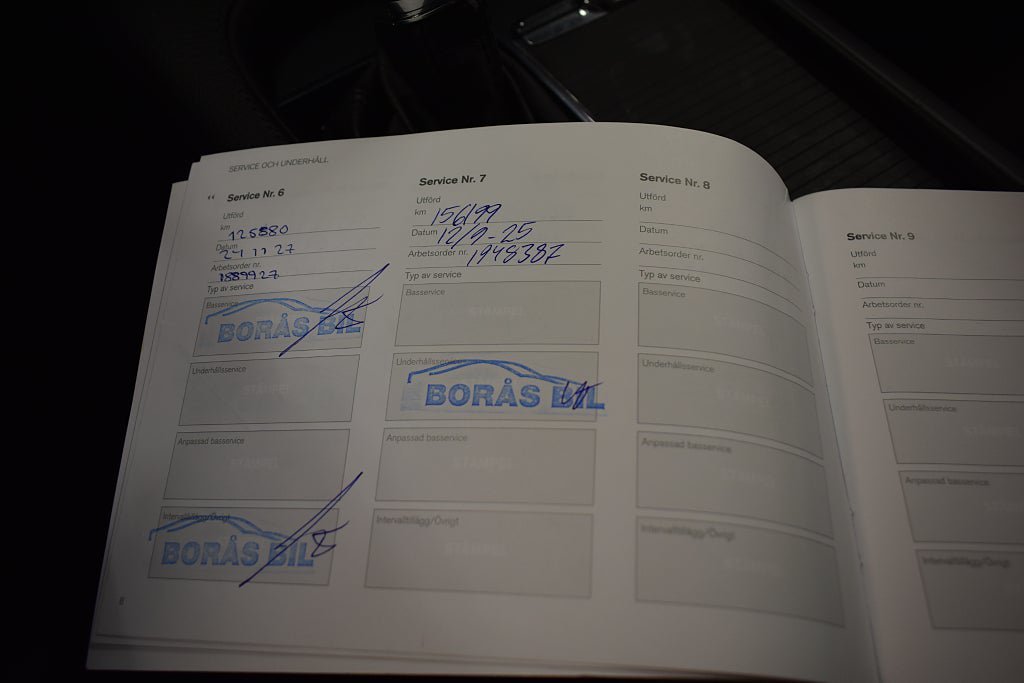 SERVICE OCH UNDERHÅLL
Service Nr. 6
Utförd
km 125580
Datum 24 11 27
Arbetsorder nr. 1889927
Typ av service
Basservice
BORÅS BIL
Underhållsservice
STÄMPEL
Anpassad basservice
STÄMPEL
Intervalltillägg/Övrigt
BORÅS BIL
8
Service Nr. 7
Utförd
km 156199
Datum 12/9-25
Arbetsorder nr. 1948387
Typ av service
Basservice
STÄMPEL
Underhållsservice
BORÅS BIL
Anpassad basservice
STÄMPEL
Intervalltillägg/Övrigt
STÄMPEL
Service Nr. 8
Utförd
km
Datum
Arbetsorder nr.
Typ av service
Basservice
STÄMPEL
Underhållsservice
STÄMPEL
Anpassad basservice
STÄMPEL
Intervalltillägg/Övrigt
STÄMPEL
Service Nr. 9
Utförd
km
Datum
Arbetsorder nr.
Typ av service
Basservice
STÄMPEL
Underhållsservice
STÄMPEL
Anpassad basservice
STÄMPEL
Intervalltillägg/Övrigt